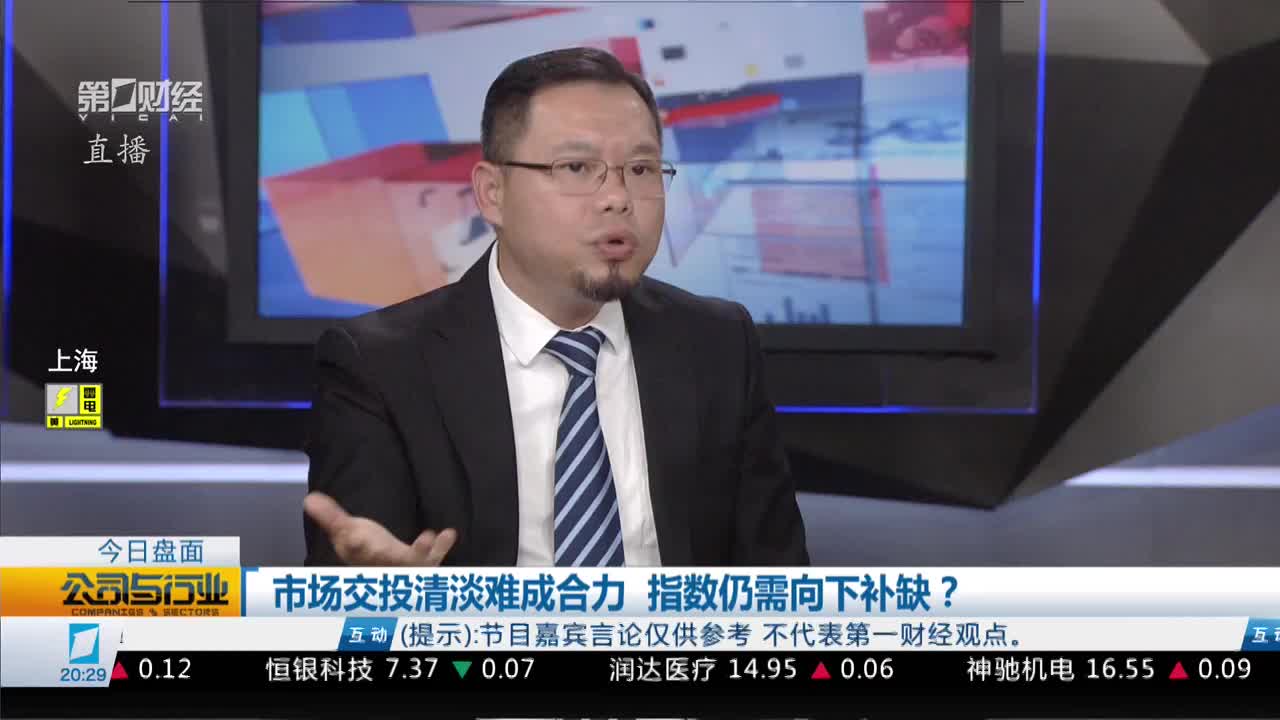 第一财经
YICAI
直播
上海
雷电
黄 LIGHTNING
今日盘面
公司与行业
COMPANIES & SECTORS
市场交投清淡难成合力 指数仍需向下补缺？
互动 (提示):节目嘉宾言论仅供参考 不代表第一财经观点。
20:29 ▲ 0.12 恒银科技 7.37 ▼ 0.07 润达医疗 14.95 ▲ 0.06 神驰机电 16.55 ▲ 0.09